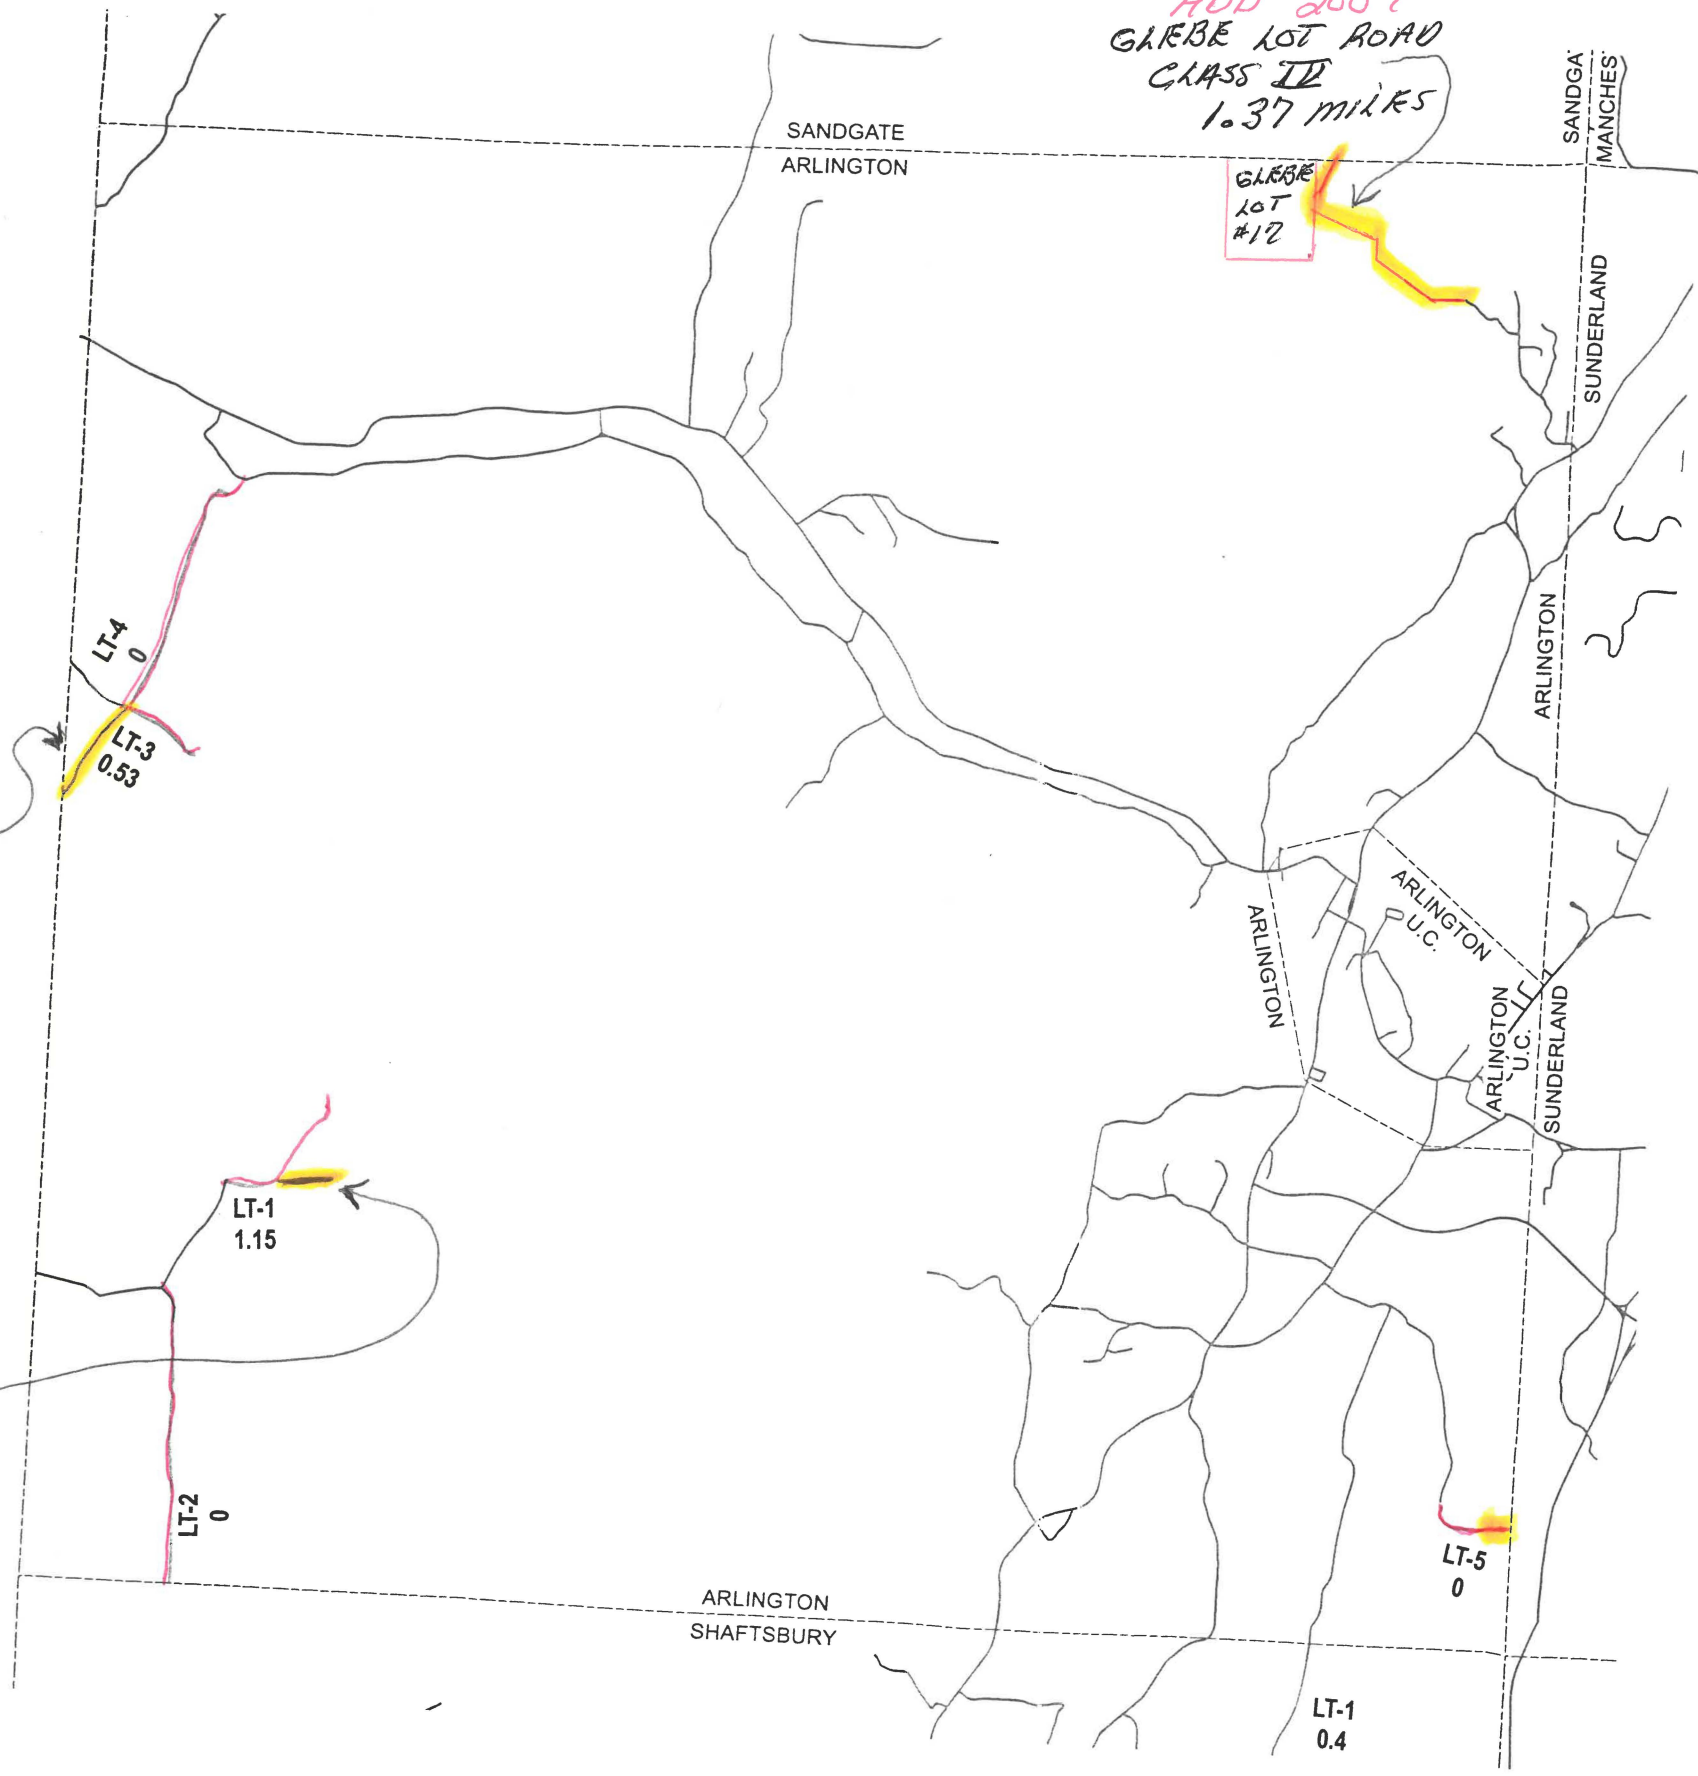 ADD 2007
GLEBE LOT ROAD
CLASS IV
1.37 MILES
SANDGA
MANCHES
SANDGATE
ARLINGTON
GLEBE
LOT
#12
SUNDERLAND
ARLINGTON
LT-4
0
LT-3
0.53
ARLINGTON
U.C.
ARLINGTON
ARLINGTON
U.C.
SUNDERLAND
LT-1
1.15
LT-2
0
LT-5
0
ARLINGTON
SHAFTSBURY
LT-1
0.4